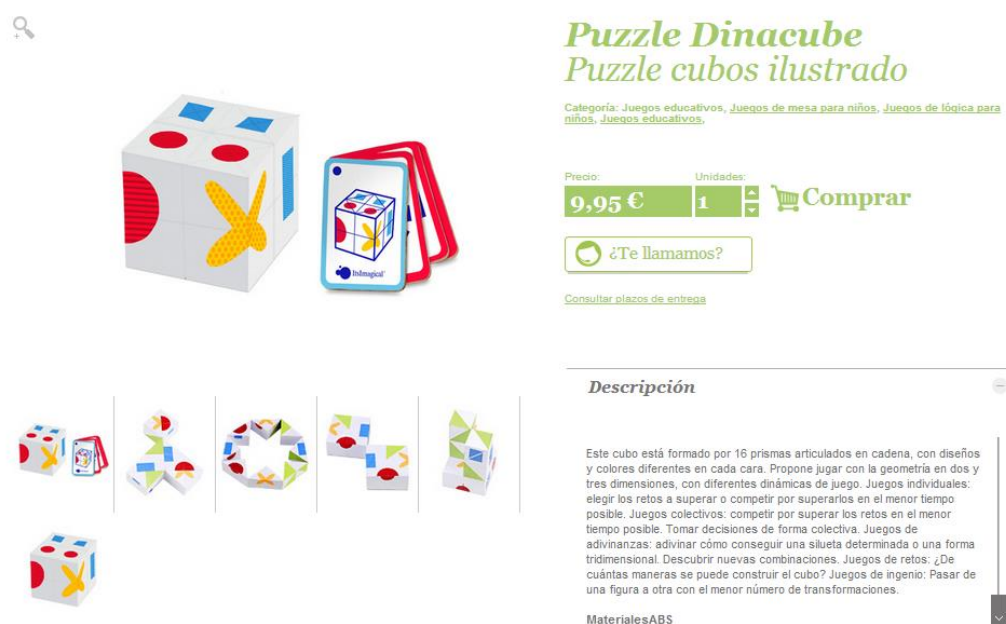 Puzzle Dinacube
Puzzle cubos ilustrado
Categoría: Juegos educativos, Juegos de mesa para niños, Juegos de lógica para
niños, Juegos educativos,
Precio:
Unidades:
9,95 €
1
Comprar
¿Te llamamos?
Consultar plazos de entrega
ItsImagical
Descripción
Este cubo está formado por 16 prismas articulados en cadena, con diseños
y colores diferentes en cada cara. Propone jugar con la geometría en dos y
tres dimensiones, con diferentes dinámicas de juego. Juegos individuales:
elegir los retos a superar o competir por superarlos en el menor tiempo
posible. Juegos colectivos: competir por superar los retos en el menor
tiempo posible. Tomar decisiones de forma colectiva. Juegos de
adivinanzas: adivinar cómo conseguir una silueta determinada o una forma
tridimensional. Descubrir nuevas combinaciones. Juegos de retos: ¿De
cuántas maneras se puede construir el cubo? Juegos de ingenio: Pasar de
una figura a otra con el menor número de transformaciones.
MaterialesABS